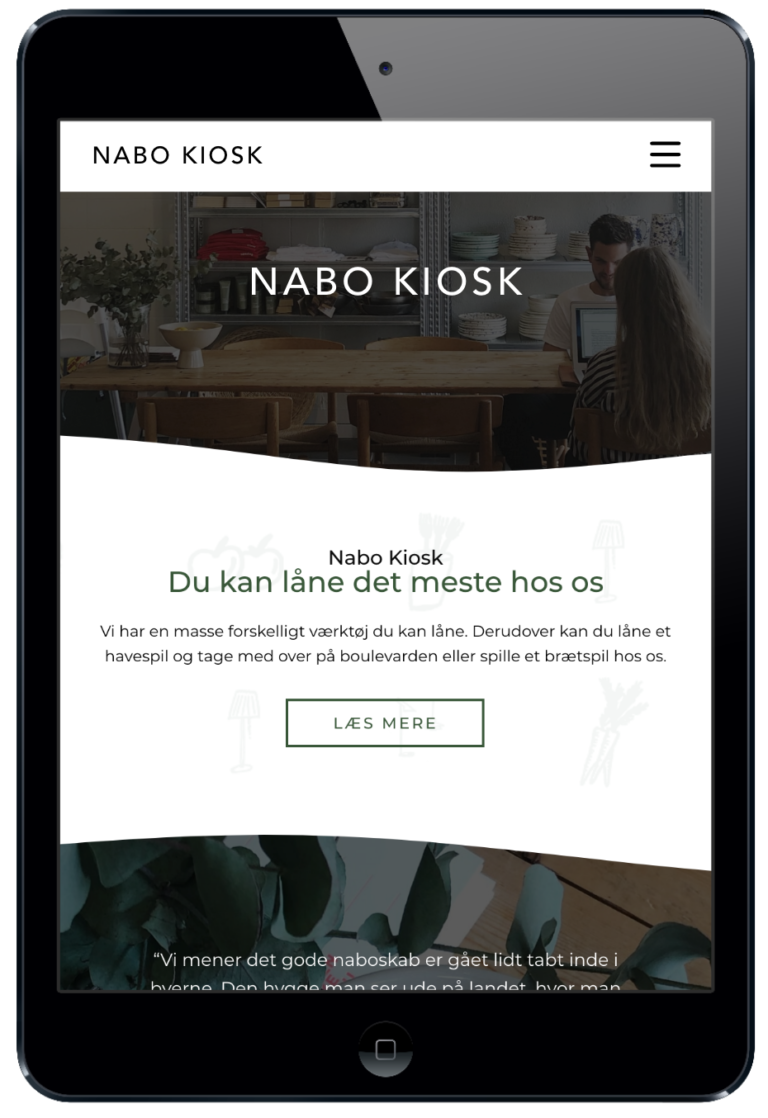 NABO KIOSK
NABO KIOSK
Nabo Kiosk
Du kan låne det meste hos os
Vi har en masse forskelligt værktøj du kan låne. Derudover kan du låne et
havespil og tage med over på boulevarden eller spille et brætspil hos os.
LÆS MERE
“Vi mener det gode naboskab er gået lidt tabt inde i
byerne. Den hygge man ser ude på landet, hvor man